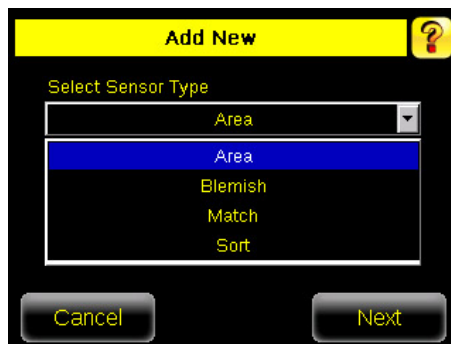 Add New
?
Select Sensor Type
Area
Area
Blemish
Match
Sort
Cancel
Next